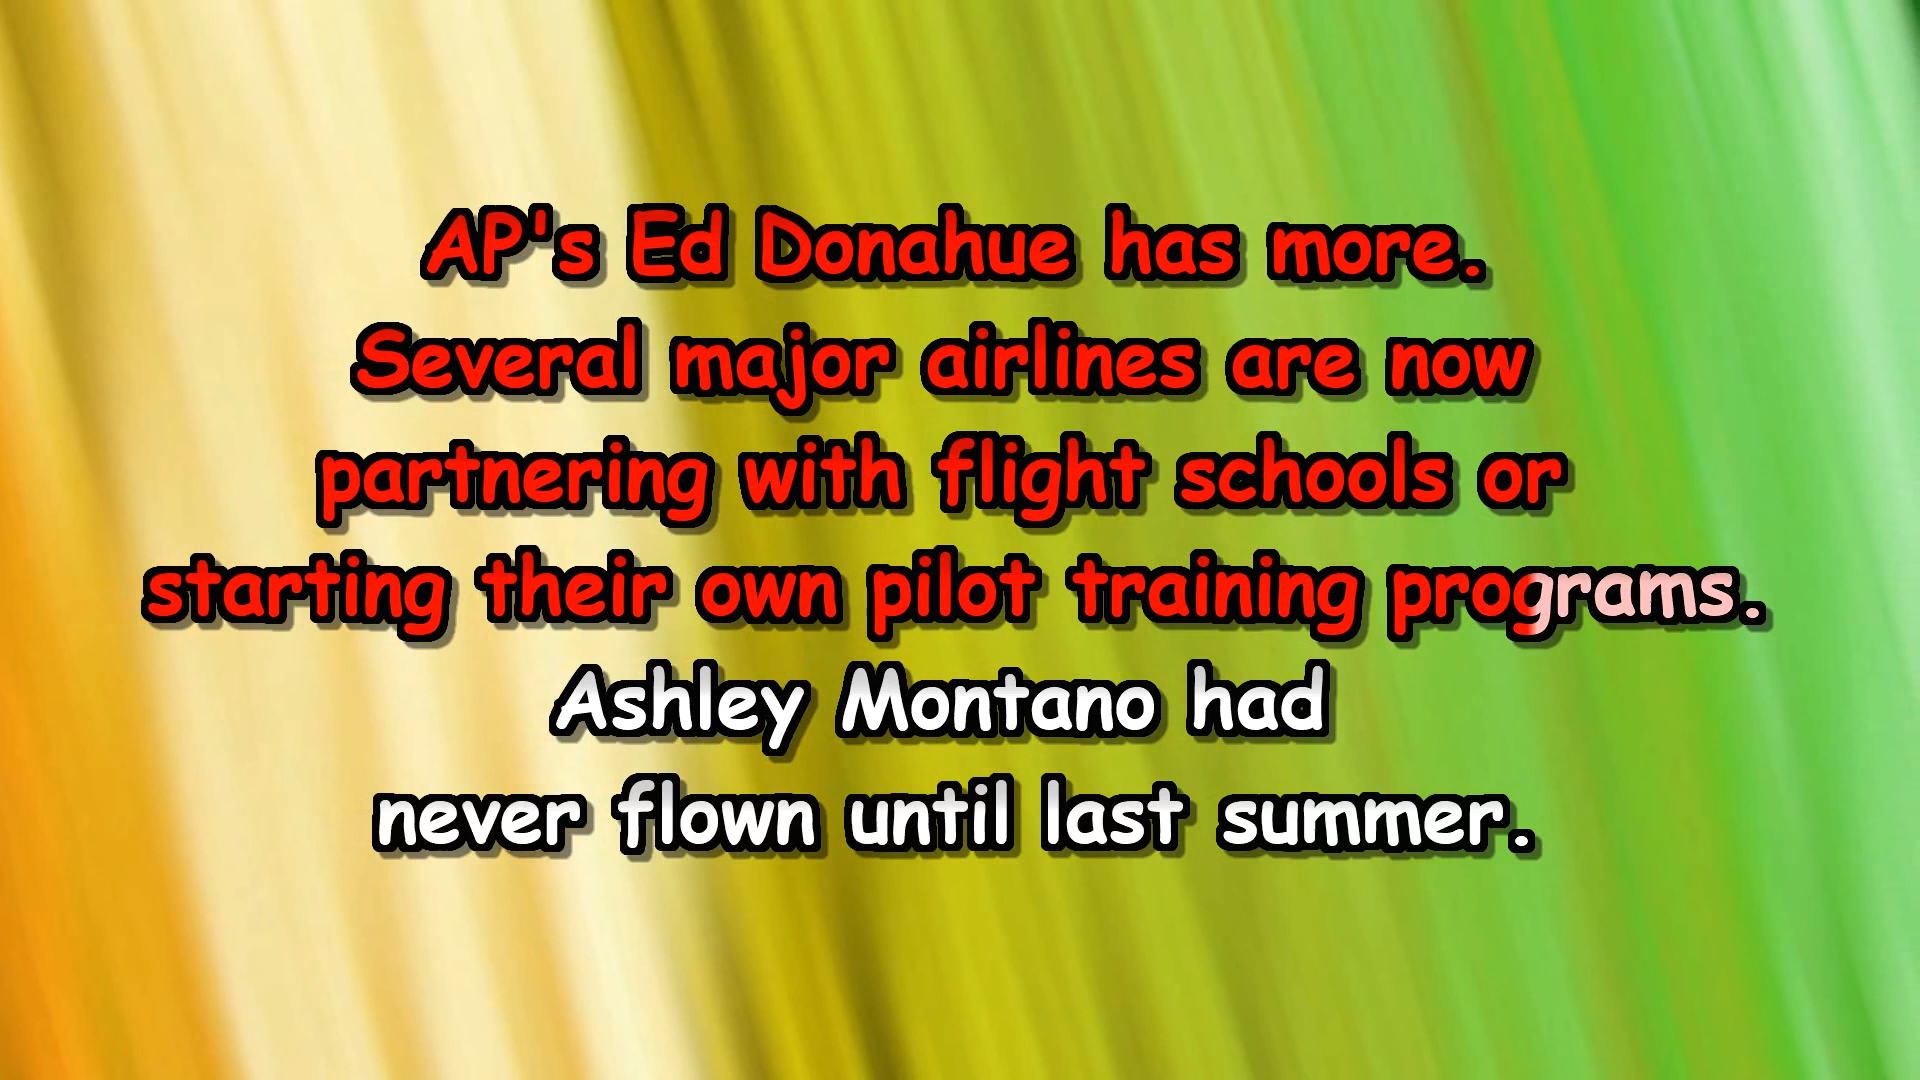 AP's Ed Donahue has more.
Several major airlines are now
partnering with flight schools or
starting their own pilot training programs.
Ashley Montano had
never flown until last summer.